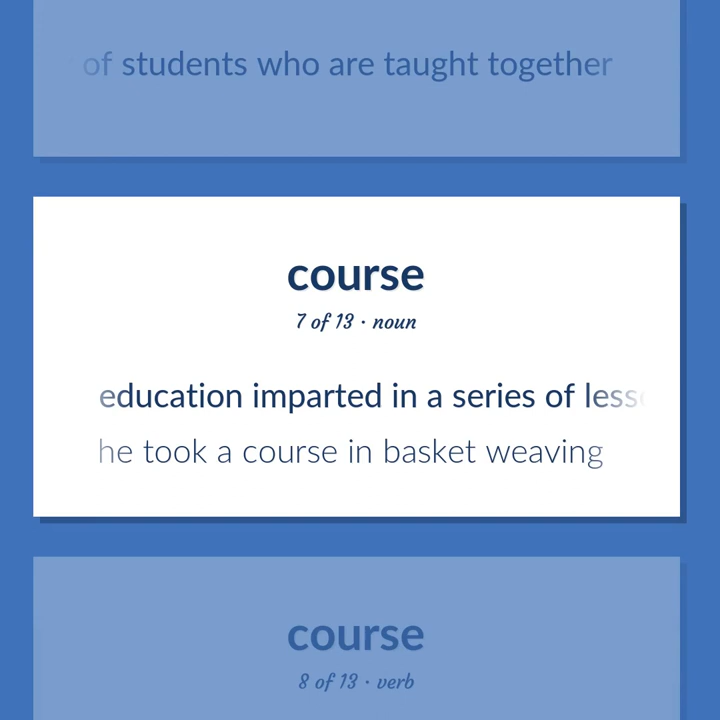 of students who are taught together
course
7 of 13 · noun
education imparted in a series of
he took a course in basket weaving
course
8 of 13 · verb